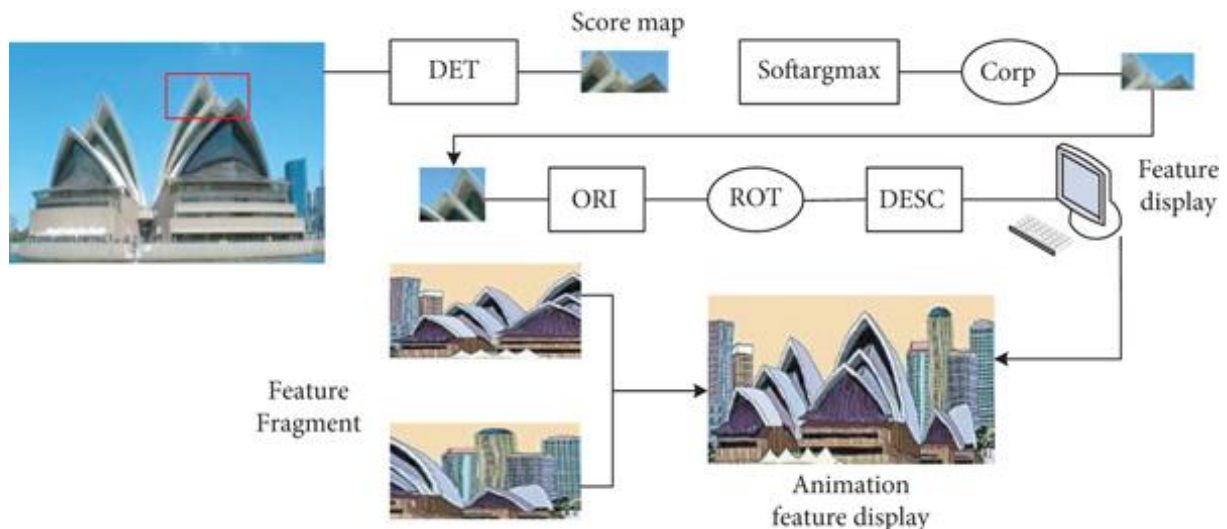 Score map
DET
Softargmax
Corp
ORI
ROT
DESC
Feature
display
Feature
Fragment
Animation
feature display